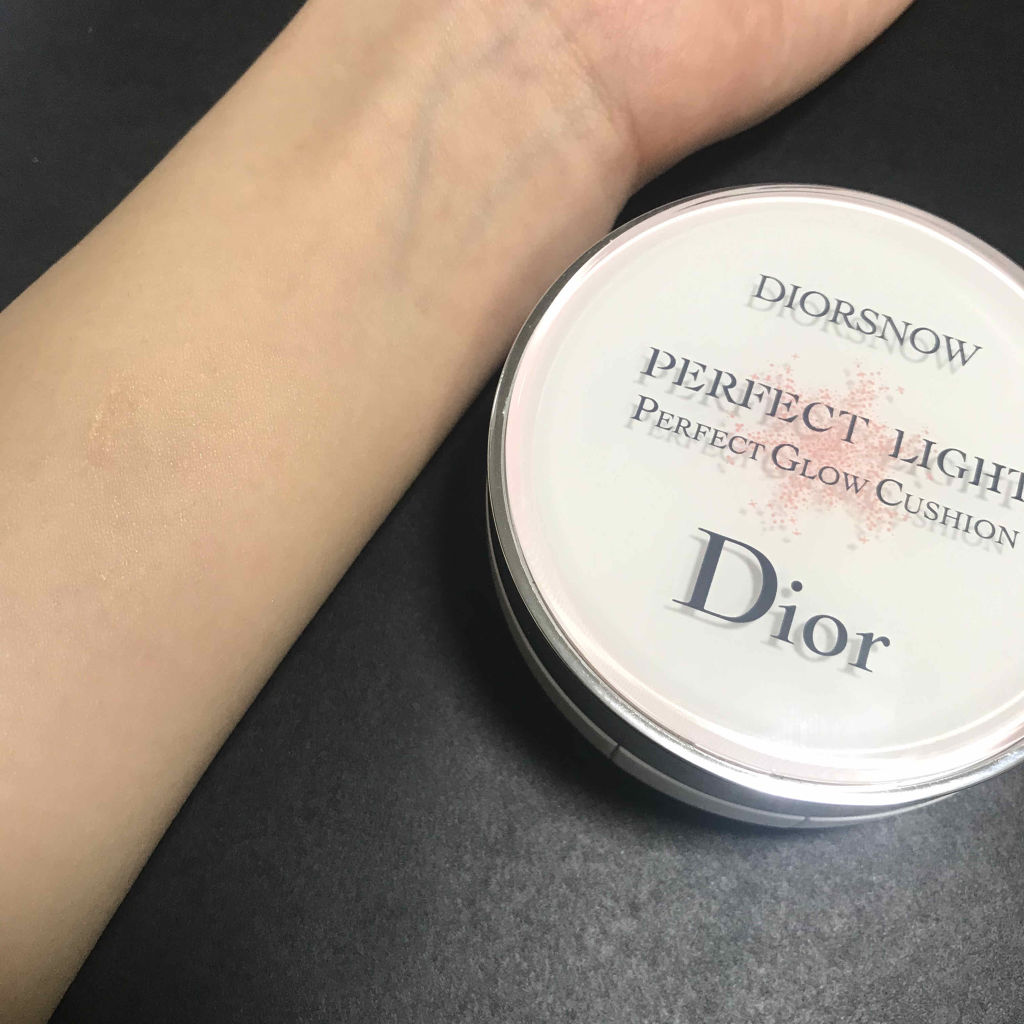 DIORSNOW
PERFECT LIGHT
PERFECT GLOW CUSHION
Dior